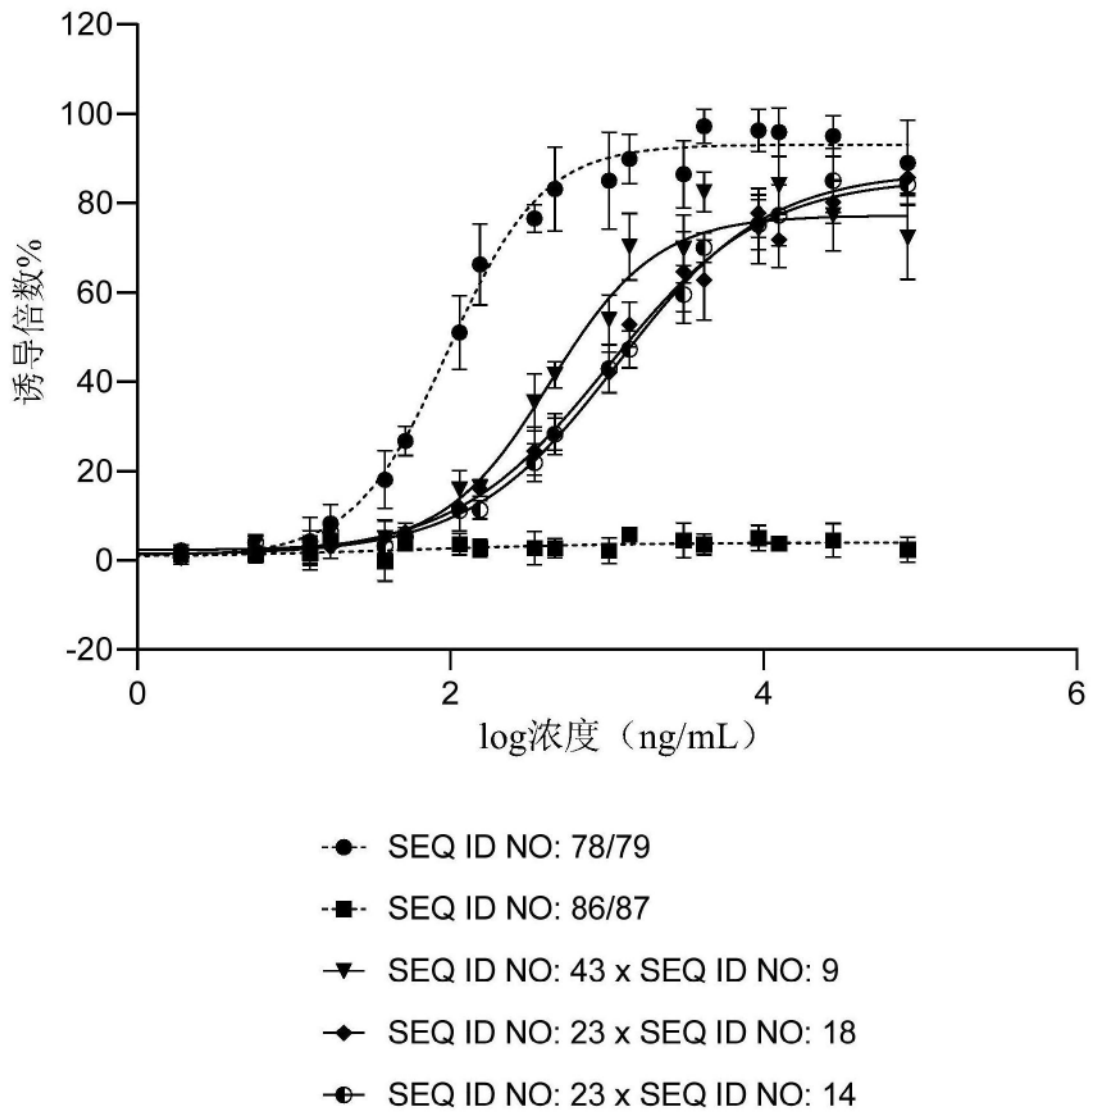 120
100
80
60
40
20
0
-20
诱导倍数%
0 2 4 6
log浓度（ng/mL）
SEQ ID NO: 78/79
SEQ ID NO: 86/87
SEQ ID NO: 43 x SEQ ID NO: 9
SEQ ID NO: 23 x SEQ ID NO: 18
SEQ ID NO: 23 x SEQ ID NO: 14